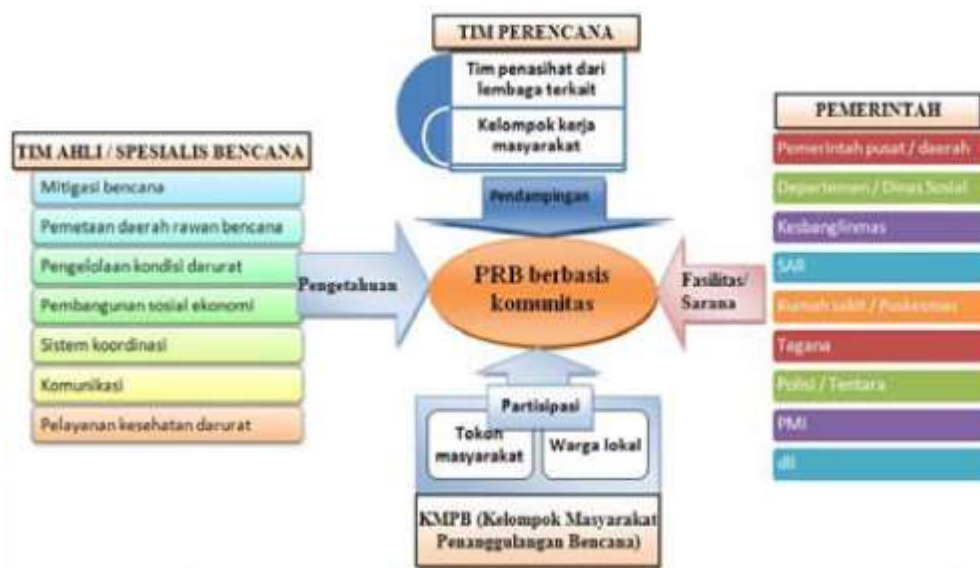 TIM PERENCANA
Tim penasihat dari
lembaga terkait
Kelompok kerja
masyarakat
Pendampingan
TIM AHLI / SPESIALIS BENCANA
Mitigasi bencana
Pemetaan daerah rawan bencana
Pengelolaan kondisi darurat
Pembangunan sosial ekonomi
Sistem koordinasi
Komunikasi
Pelayanan kesehatan darurat
Pengetahuan
PRB berbasis
komunitas
Fasilitas/
Sarana
PEMERINTAH
Pemerintah pusat / daerah
Departemen / Dinas Sosial
Kesbanglinmas
SAR
Rumah sakit / Puskesmas
Tagana
Polisi / Tentara
PMI
dll
Partisipasi
Tokoh
masyarakat
Warga lokal
KMPB (Kelompok Masyarakat
Penanggulangan Bencana)